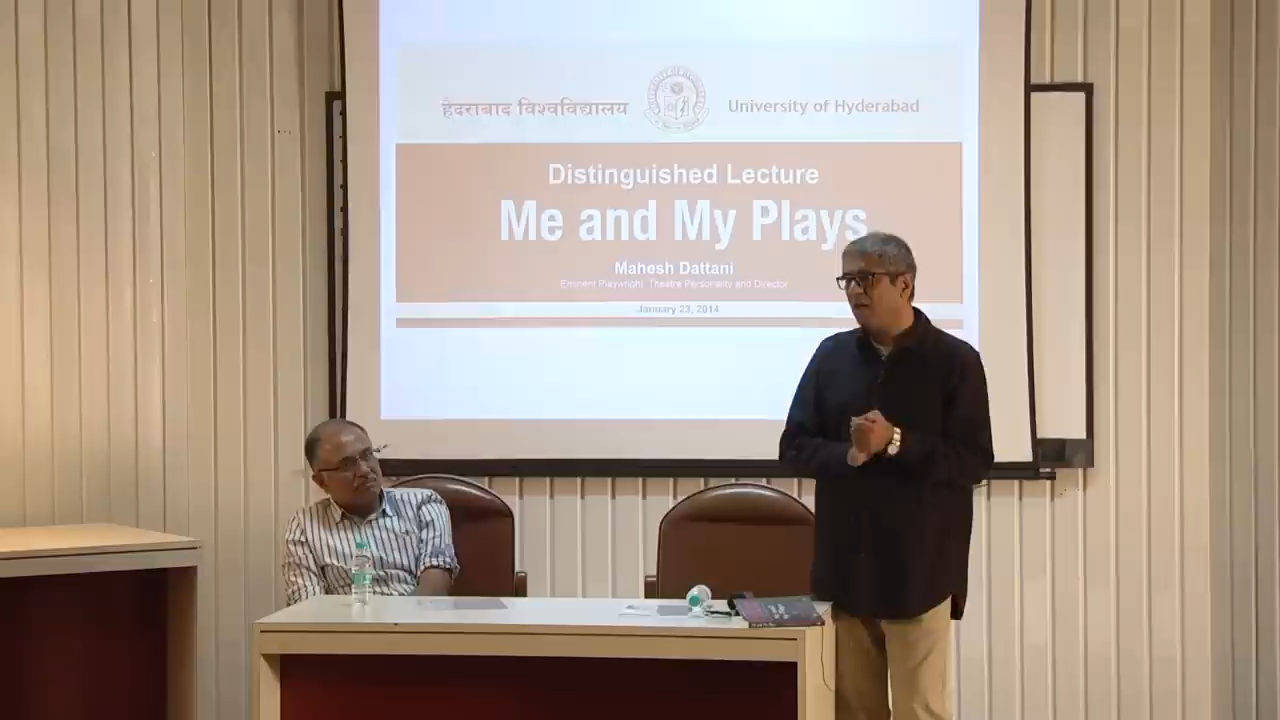 हैदराबाद विश्वविद्यालय University of Hyderabad
Distinguished Lecture
Me and My Plays
Mahesh Dattani
Eminent Playwright, Theatre Personality and Director
January 23, 2014